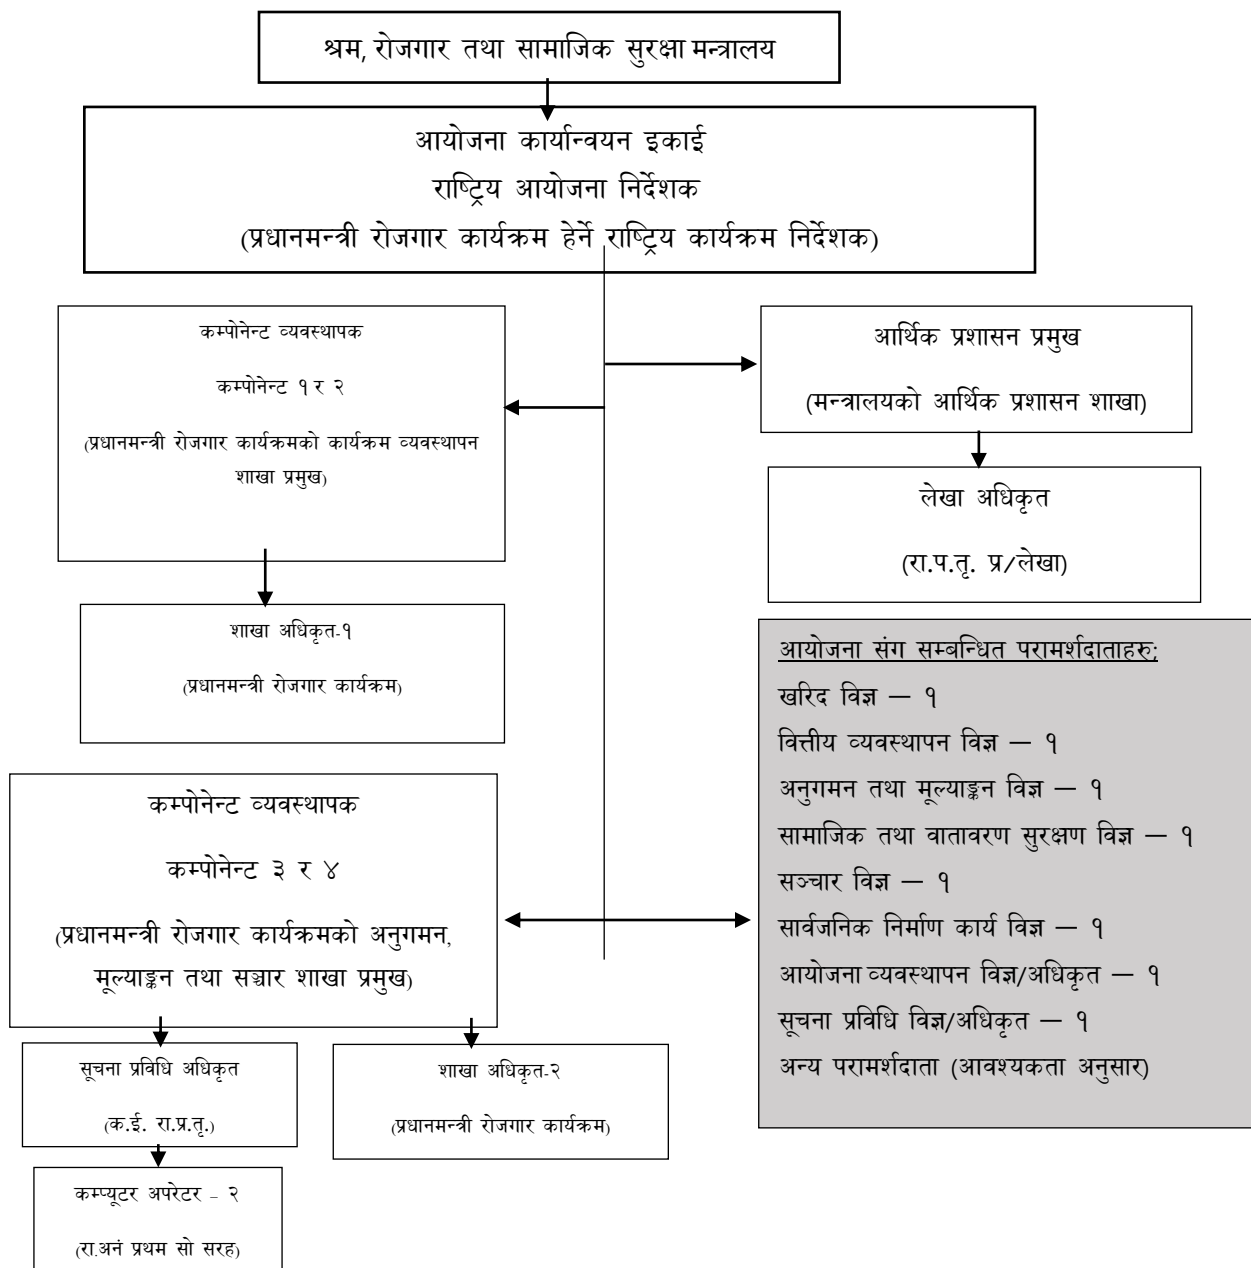 श्रम, रोजगार तथा सामाजिक सुरक्षा मन्त्रालय
आयोजना कार्यान्वयन इकाई
राष्ट्रिय आयोजना निर्देशक
(प्रधानमन्त्री रोजगार कार्यक्रम हेर्ने राष्ट्रिय कार्यक्रम निर्देशक)
कम्पोनेन्ट व्यवस्थापक
कम्पोनेन्ट १ र २
(प्रधानमन्त्री रोजगार कार्यक्रमको कार्यक्रम व्यवस्थापन
शाखा प्रमुख)
आर्थिक प्रशासन प्रमुख
(मन्त्रालयको आर्थिक प्रशासन शाखा)
लेखा अधिकृत
(रा.प.तृ. प्र/लेखा)
शाखा अधिकृत-१
(प्रधानमन्त्री रोजगार कार्यक्रम)
आयोजना संग सम्बन्धित परामर्शदाताहरु:
खरिद विज्ञ — १
वित्तीय व्यवस्थापन विज्ञ — १
अनुगमन तथा मूल्याङ्कन विज्ञ — १
सामाजिक तथा वातावरण सुरक्षण विज्ञ — १
सञ्चार विज्ञ — १
सार्वजनिक निर्माण कार्य विज्ञ — १
आयोजना व्यवस्थापन विज्ञ/अधिकृत — १
सूचना प्रविधि विज्ञ/अधिकृत — १
अन्य परामर्शदाता (आवश्यकता अनुसार)
कम्पोनेन्ट व्यवस्थापक
कम्पोनेन्ट ३ र ४
(प्रधानमन्त्री रोजगार कार्यक्रमको अनुगमन,
मूल्याङ्कन तथा सञ्चार शाखा प्रमुख)
सूचना प्रविधि अधिकृत
(क.ई. रा.प्र.तृ.)
शाखा अधिकृत-२
(प्रधानमन्त्री रोजगार कार्यक्रम)
कम्प्यूटर अपरेटर – २
(रा.अनं प्रथम सो सरह)